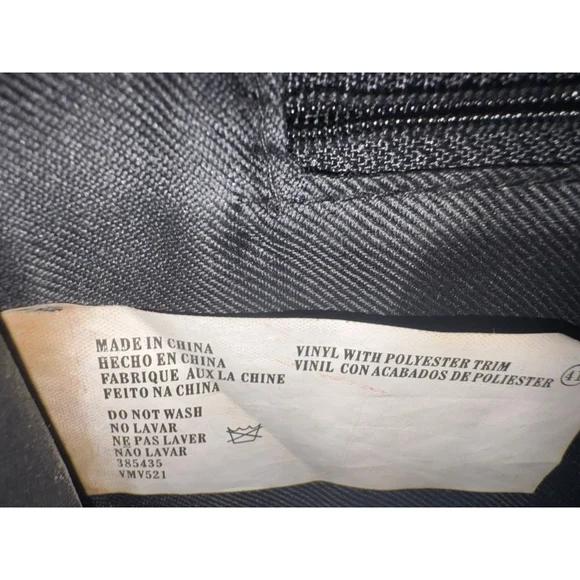 MADE IN CHINA
HECHO EN CHINA
FABRIQUE AUX LA CHINE
FEITO NA CHINA
DO NOT WASH
NO LAVAR
NE PAS LAVER
NÃO LAVAR
385435
VMV521
VINYL WITH POLYESTER TRIM
VINIL CON ACABADOS DE POLIESTER